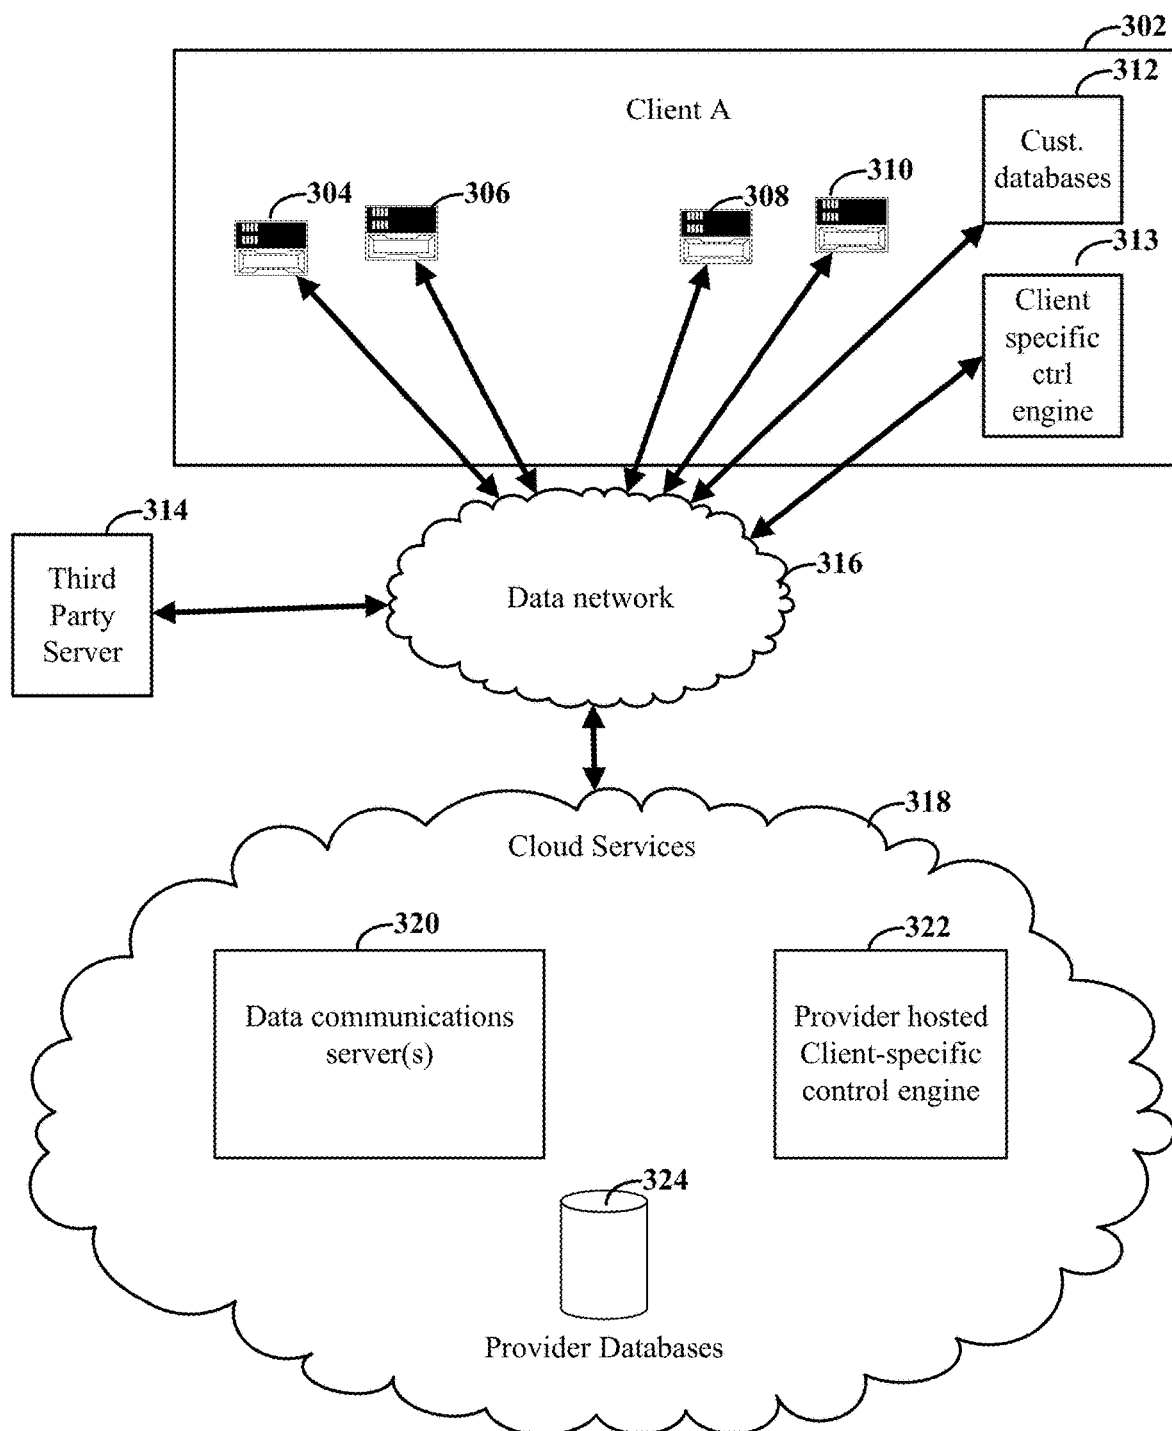 302
312
Client A
Cust.
databases
304
306
308
310
313
Client
specific
ctrl
engine
314
Third
Party
Server
316
Data network
318
Cloud Services
320
322
Data communications
server(s)
Provider hosted
Client-specific
control engine
324
Provider Databases